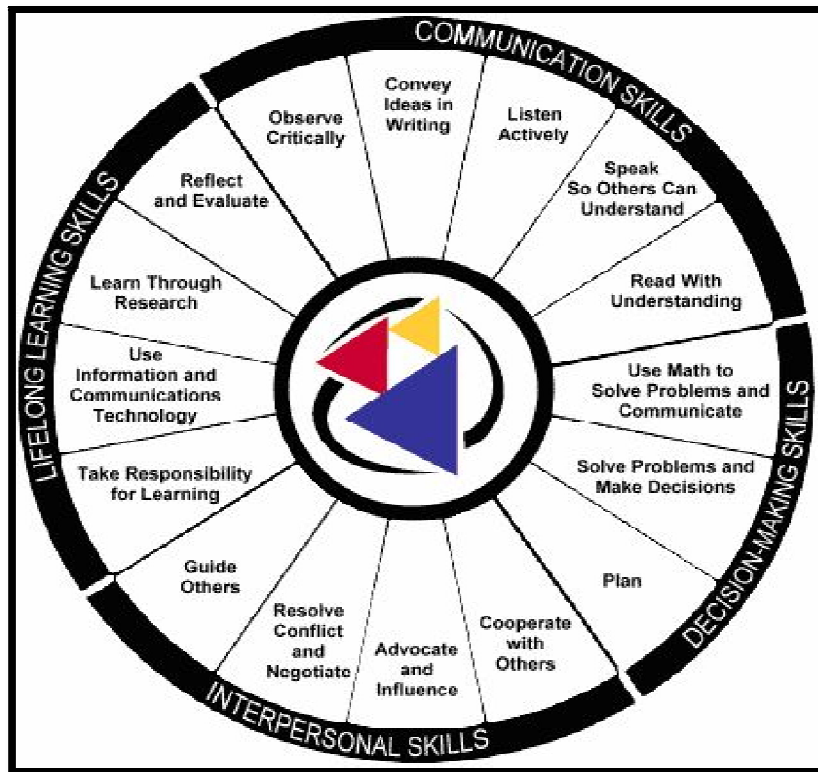 COMMUNICATION SKILLS
Observe
Critically
Convey
Ideas in
Writing
Listen
Actively
Speak
So Others Can
Understand
Read With
Understanding
DECISION-MAKING SKILLS
Use Math to
Solve Problems and
Communicate
Solve Problems and
Make Decisions
Plan
INTERPERSONAL SKILLS
Cooperate
with
Others
Advocate
and
Influence
Resolve
Conflict
and
Negotiate
Guide
Others
LIFELONG LEARNING SKILLS
Take Responsibility
for Learning
Use
Information and
Communications
Technology
Learn Through
Research
Reflect
and Evaluate